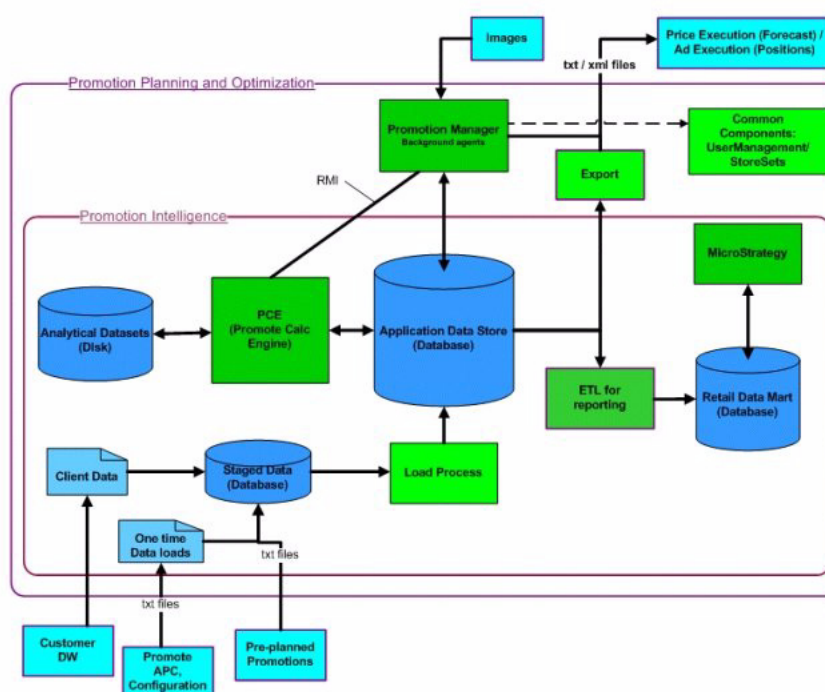 Images
Price Execution (Forecast) /
Ad Execution (Positions)
txt / xml files
Promotion Planning and Optimization
Promotion Manager
Background agents
Common
Components:
UserManagement/
StoreSets
Export
RMI
Promotion Intelligence
MicroStrategy
Analytical Datasets
(Disk)
PCE
(Promote Calc
Engine)
Application Data Store
(Database)
ETL for
reporting
Retail Data Mart
(Database)
Client Data
Staged Data
(Database)
Load Process
One time
Data loads
txt files
txt files
Customer
DW
Promote
APC,
Configuration
Pre-planned
Promotions